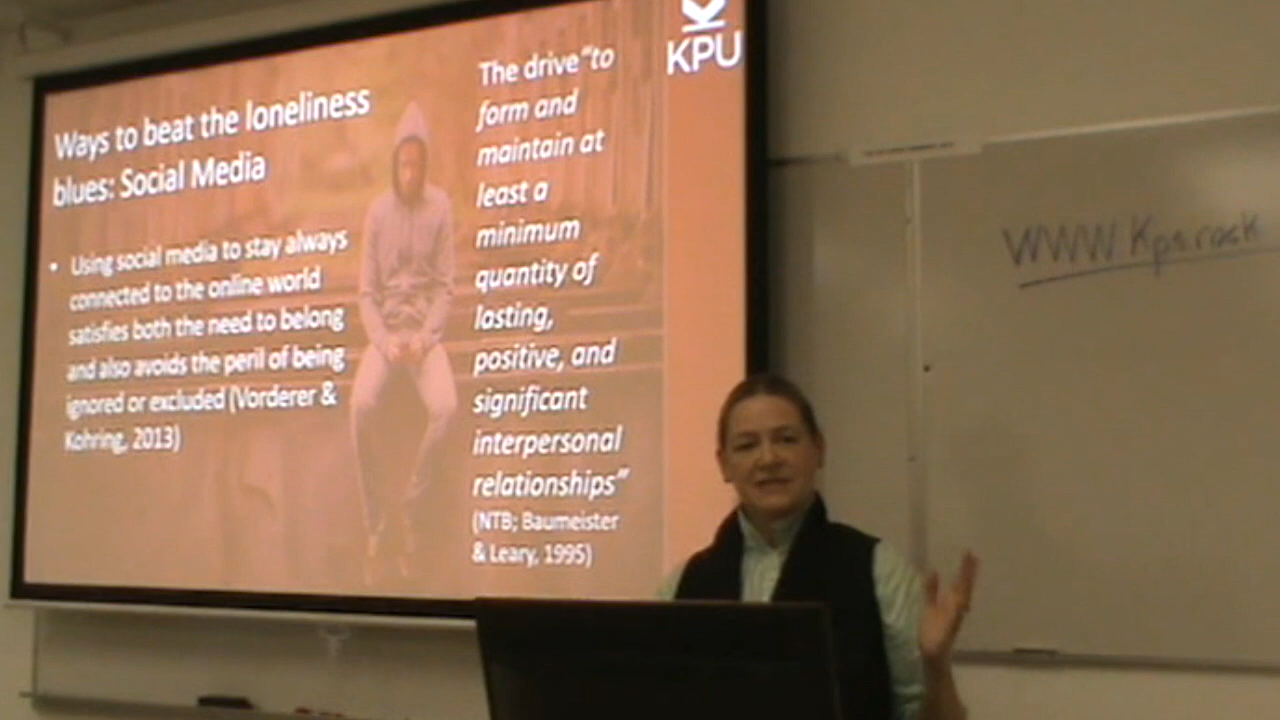 Ways to beat the loneliness
blues: Social Media
• Using social media to stay always
connected to the online world
satisfies both the need to belong
and also avoids the peril of being
ignored or excluded (Vorderer &
Kohring, 2013)
The drive “to
form and
maintain at
least a
minimum
quantity of
lasting,
positive, and
significant
interpersonal
relationships”
(NTB; Baumeister
& Leary, 1995)
KPU
WWW